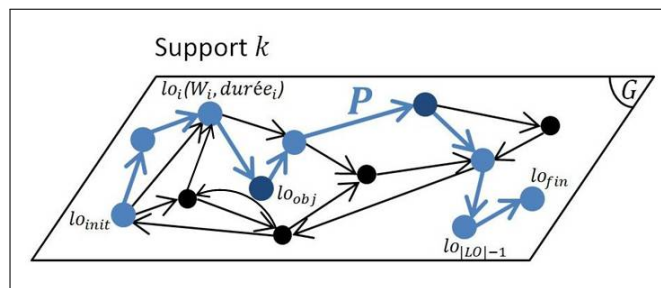 Support k
lo_i(W_i, durée_i)
P
G
lo_obj
lo_fin
lo_init
lo_|LO|−1